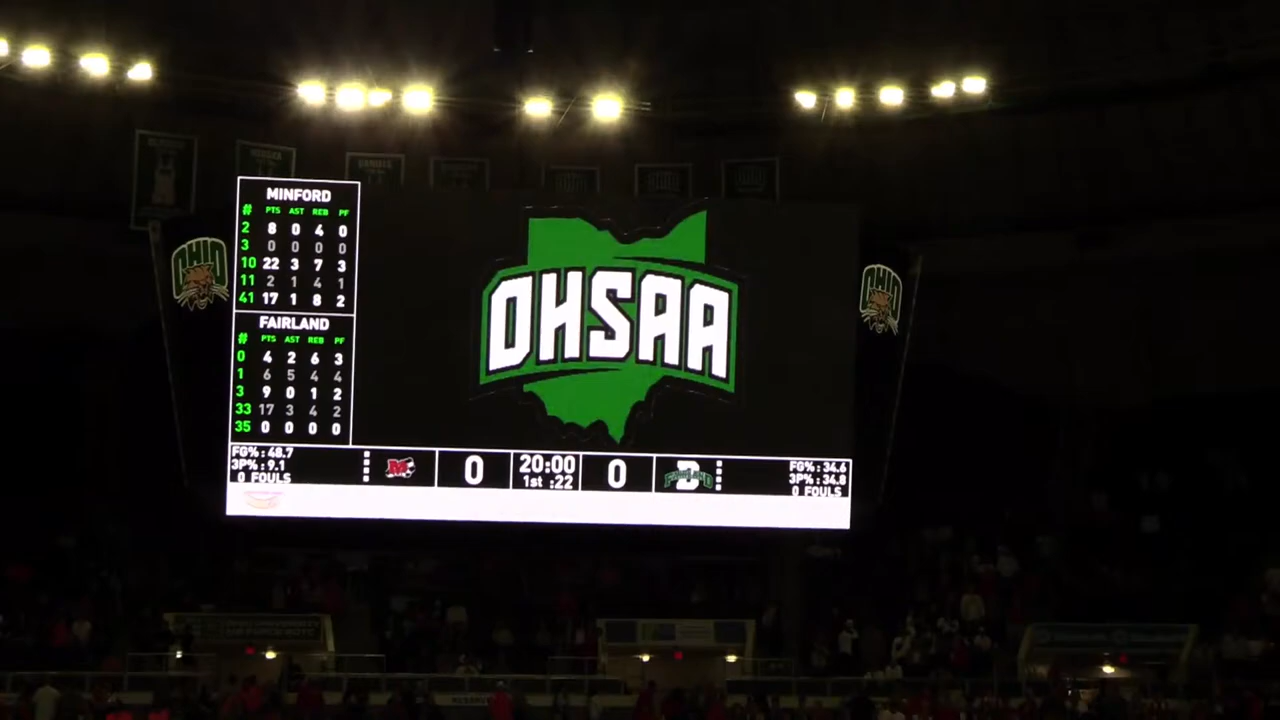 OHIO
OHIO
MINFORD
# PTS AST REB PF
2 8 0 4 0
3 0 0 0 0
10 22 3 7 3
11 2 1 4 1
41 17 1 8 2
FAIRLAND
# PTS AST REB PF
0 4 2 6 3
1 6 5 4 4
3 9 0 1 2
33 17 3 4 2
35 0 0 0 0
OHSAA
FG% : 48.7
3P% : 9.1
0 FOULS
M
0
20:00
1st :22
0
FAIRLAND
FG% : 34.6
3P% : 34.8
0 FOULS